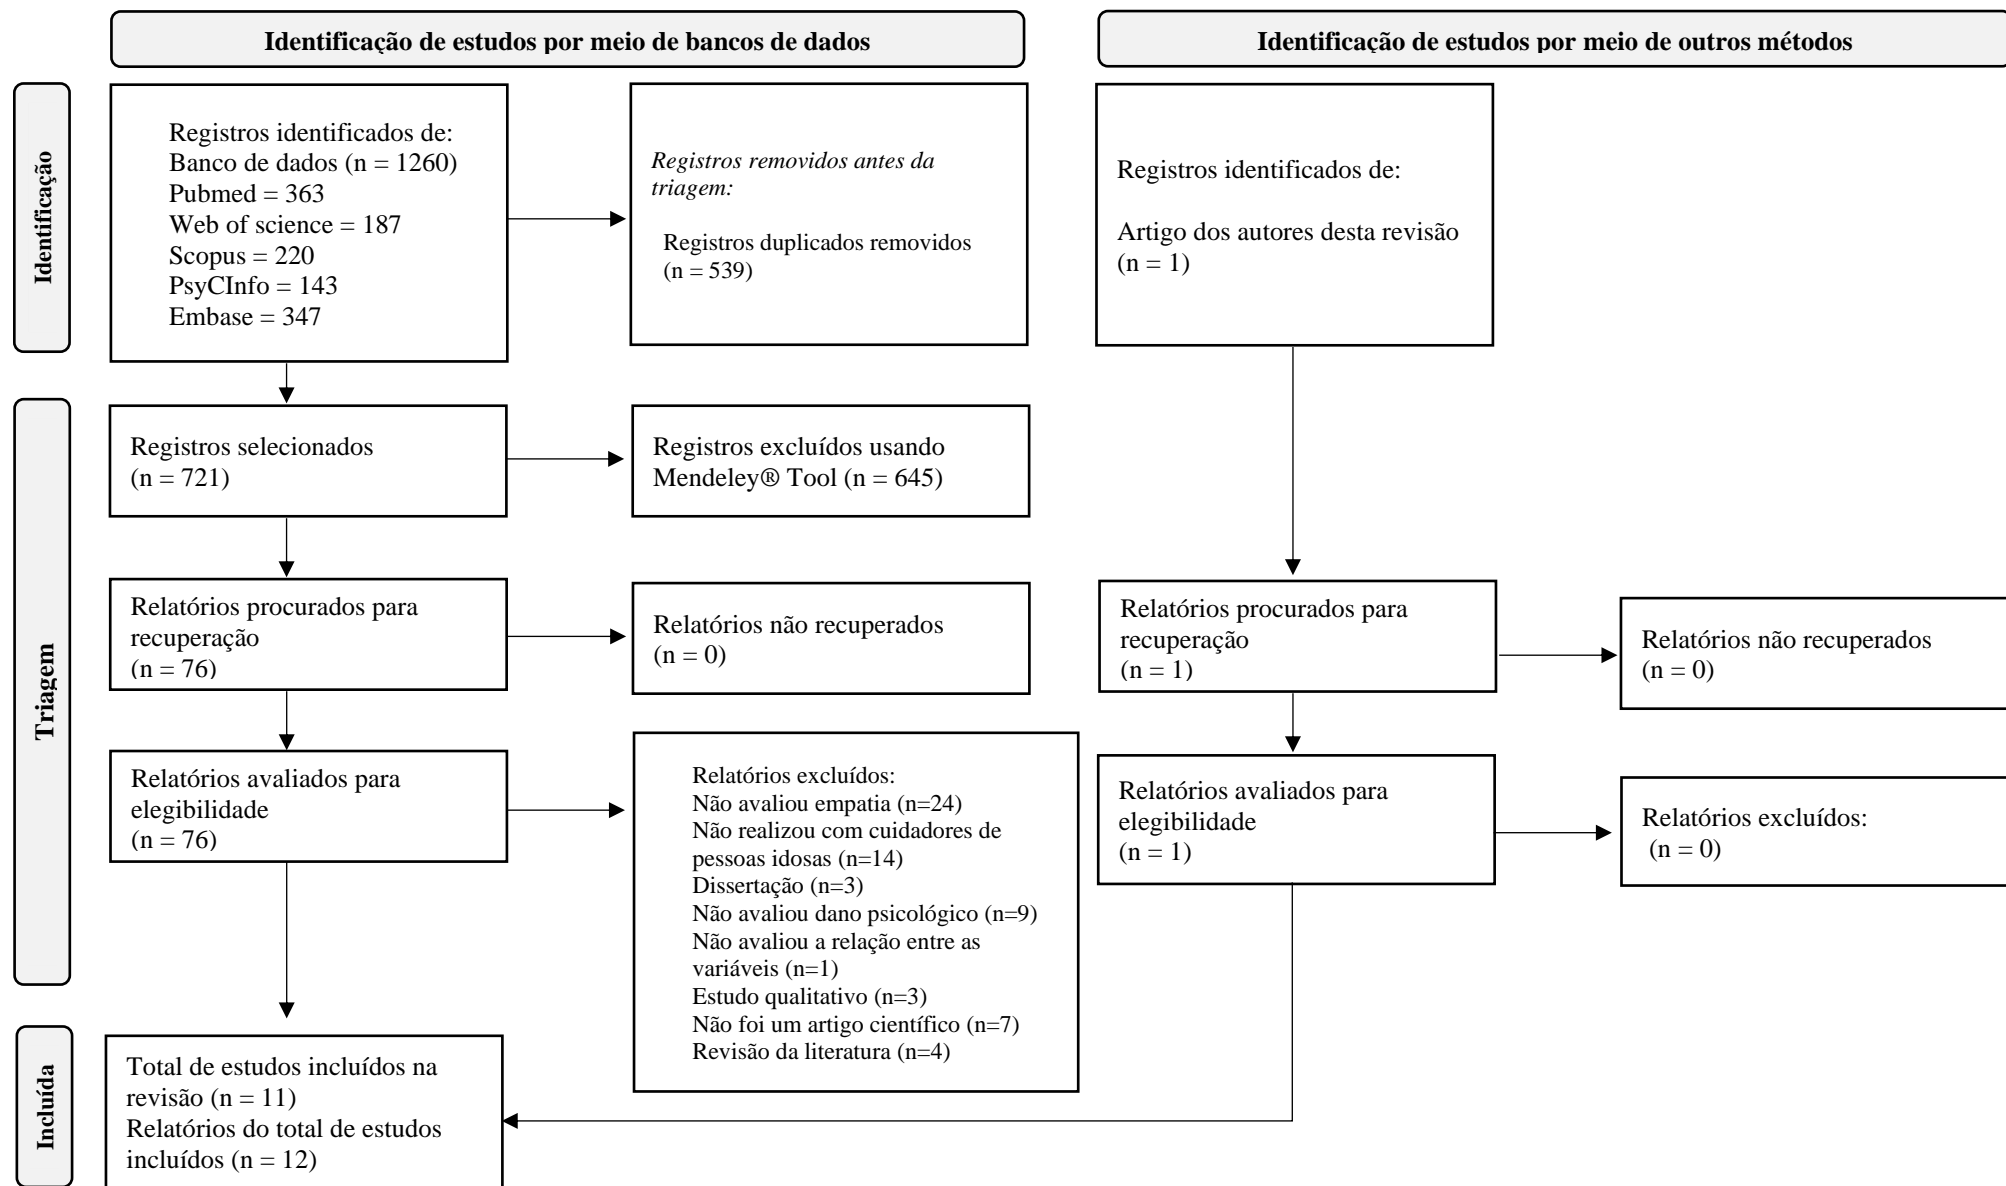 Identificação de estudos por meio de bancos de dados
Identificação de estudos por meio de outros métodos
Identificação
Registros identificados de:
Banco de dados (n = 1260)
Pubmed = 363
Web of science = 187
Scopus = 220
PsyCInfo = 143
Embase = 347
Registros removidos antes da
triagem:
Registros duplicados removidos
(n = 539)
Registros identificados de:
Artigo dos autores desta revisão
(n = 1)
Triagem
Registros selecionados
(n = 721)
Registros excluídos usando
Mendeley® Tool (n = 645)
Relatórios procurados para
recuperação
(n = 76)
Relatórios não recuperados
(n = 0)
Relatórios procurados para
recuperação
(n = 1)
Relatórios não recuperados
(n = 0)
Relatórios avaliados para
elegibilidade
(n = 76)
Relatórios excluídos:
Não avaliou empatia (n=24)
Não realizou com cuidadores de
pessoas idosas (n=14)
Dissertação (n=3)
Não avaliou dano psicológico (n=9)
Não avaliou a relação entre as
variáveis (n=1)
Estudo qualitativo (n=3)
Não foi um artigo científico (n=7)
Revisão da literatura (n=4)
Relatórios avaliados para
elegibilidade
(n = 1)
Relatórios excluídos:
(n = 0)
Incluída
Total de estudos incluídos na
revisão (n = 11)
Relatórios do total de estudos
incluídos (n = 12)